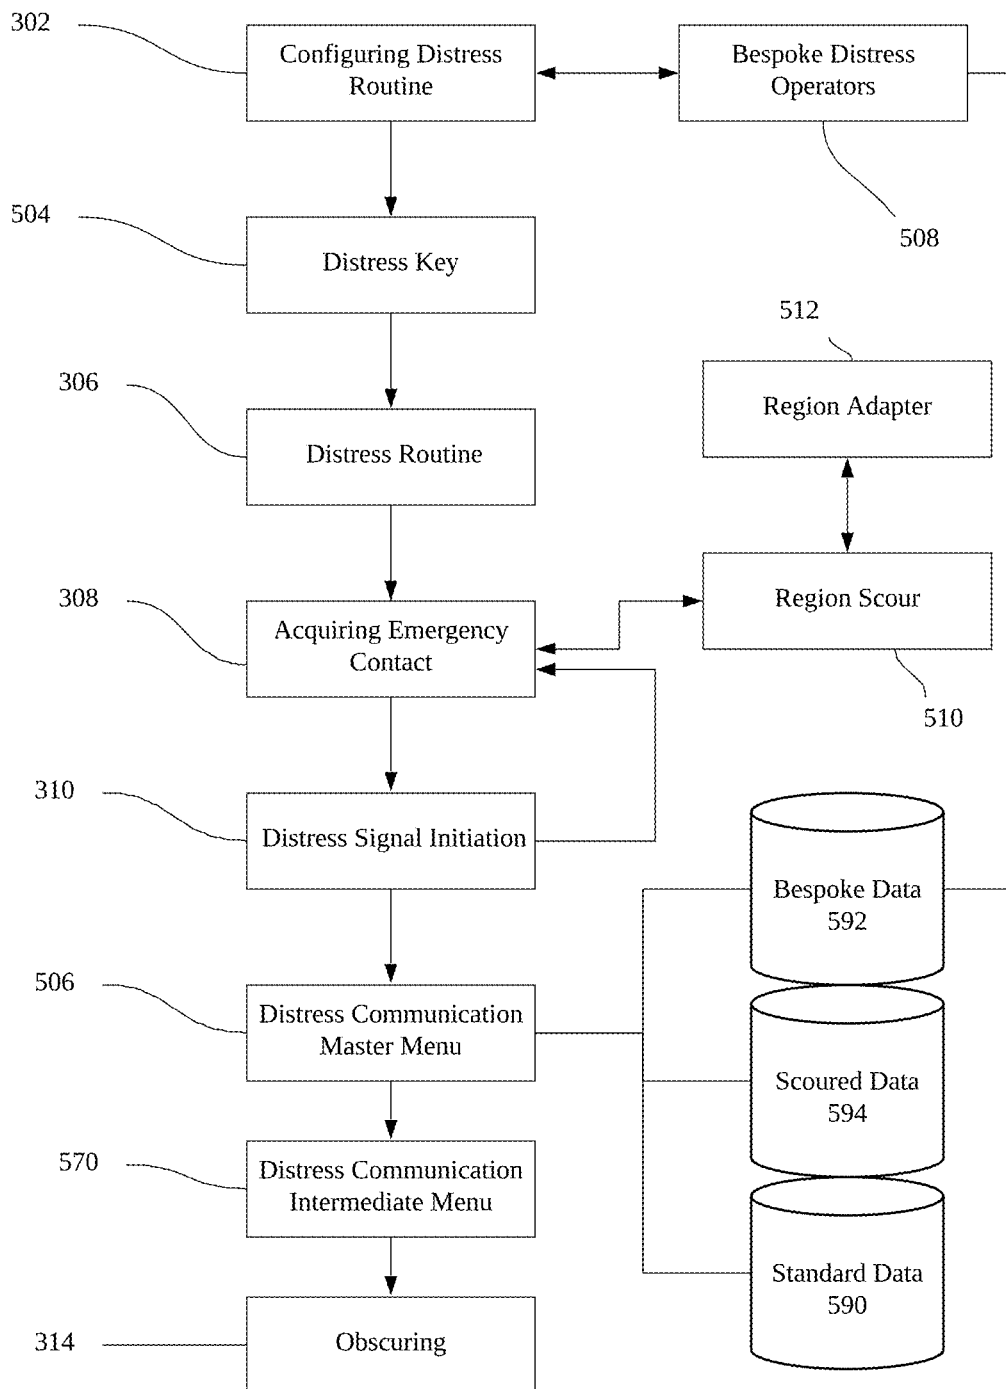 302
Configuring Distress
Routine
Bespoke Distress
Operators
504
508
Distress Key
512
306
Region Adapter
Distress Routine
308
Acquiring Emergency
Contact
Region Scour
510
310
Distress Signal Initiation
Bespoke Data
592
506
Distress Communication
Master Menu
Scoured Data
594
570
Distress Communication
Intermediate Menu
Standard Data
590
314
Obscuring